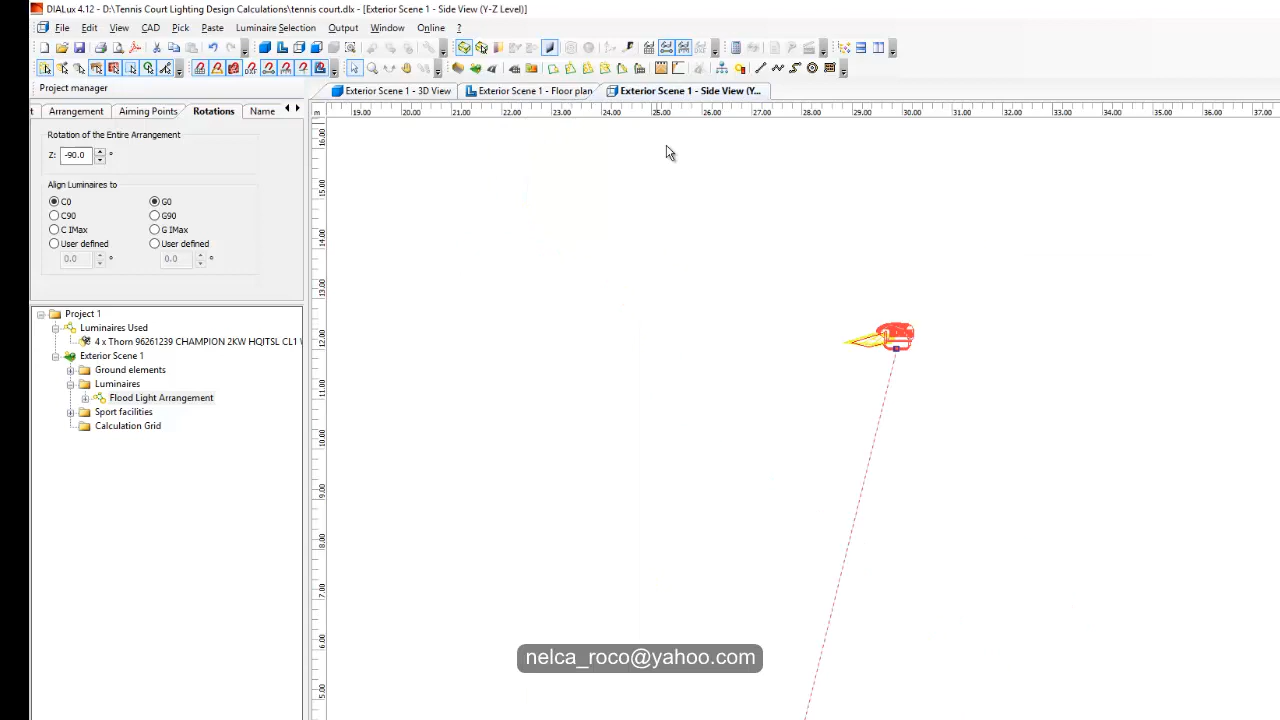 DIALux 4.12 - D:\Tennis Court Lighting Design Calculations\tennis court.dlx - [Exterior Scene 1 - Side View (Y-Z Level)]
File Edit View CAD Pick Paste Luminaire Selection Output Window Online ?
Project manager
Exterior Scene 1 - 3D View Exterior Scene 1 - Floor plan Exterior Scene 1 - Side View (Y...
t Arrangement Aiming Points Rotations Name
m 19.00 20.00 21.00 22.00 23.00 24.00 25.00 26.00 27.00 28.00 29.00 30.00 31.00 32.00 33.00 34.00 35.00 36.00 37.00
Rotation of the Entire Arrangement
Z: -90.0 °
Align Luminaires to
C0 G0
C90 G90
C IMax G IMax
User defined User defined
0.0 ° 0.0 °
16.00
15.00
14.00
13.00
12.00
11.00
10.00
9.00
8.00
7.00
6.00
5.00
Project 1
Luminaires Used
4 x Thorn 96261239 CHAMPION 2KW HQITSL CL1
Exterior Scene 1
Ground elements
Luminaires
Flood Light Arrangement
Sport facilities
Calculation Grid
nelca_roco@yahoo.com